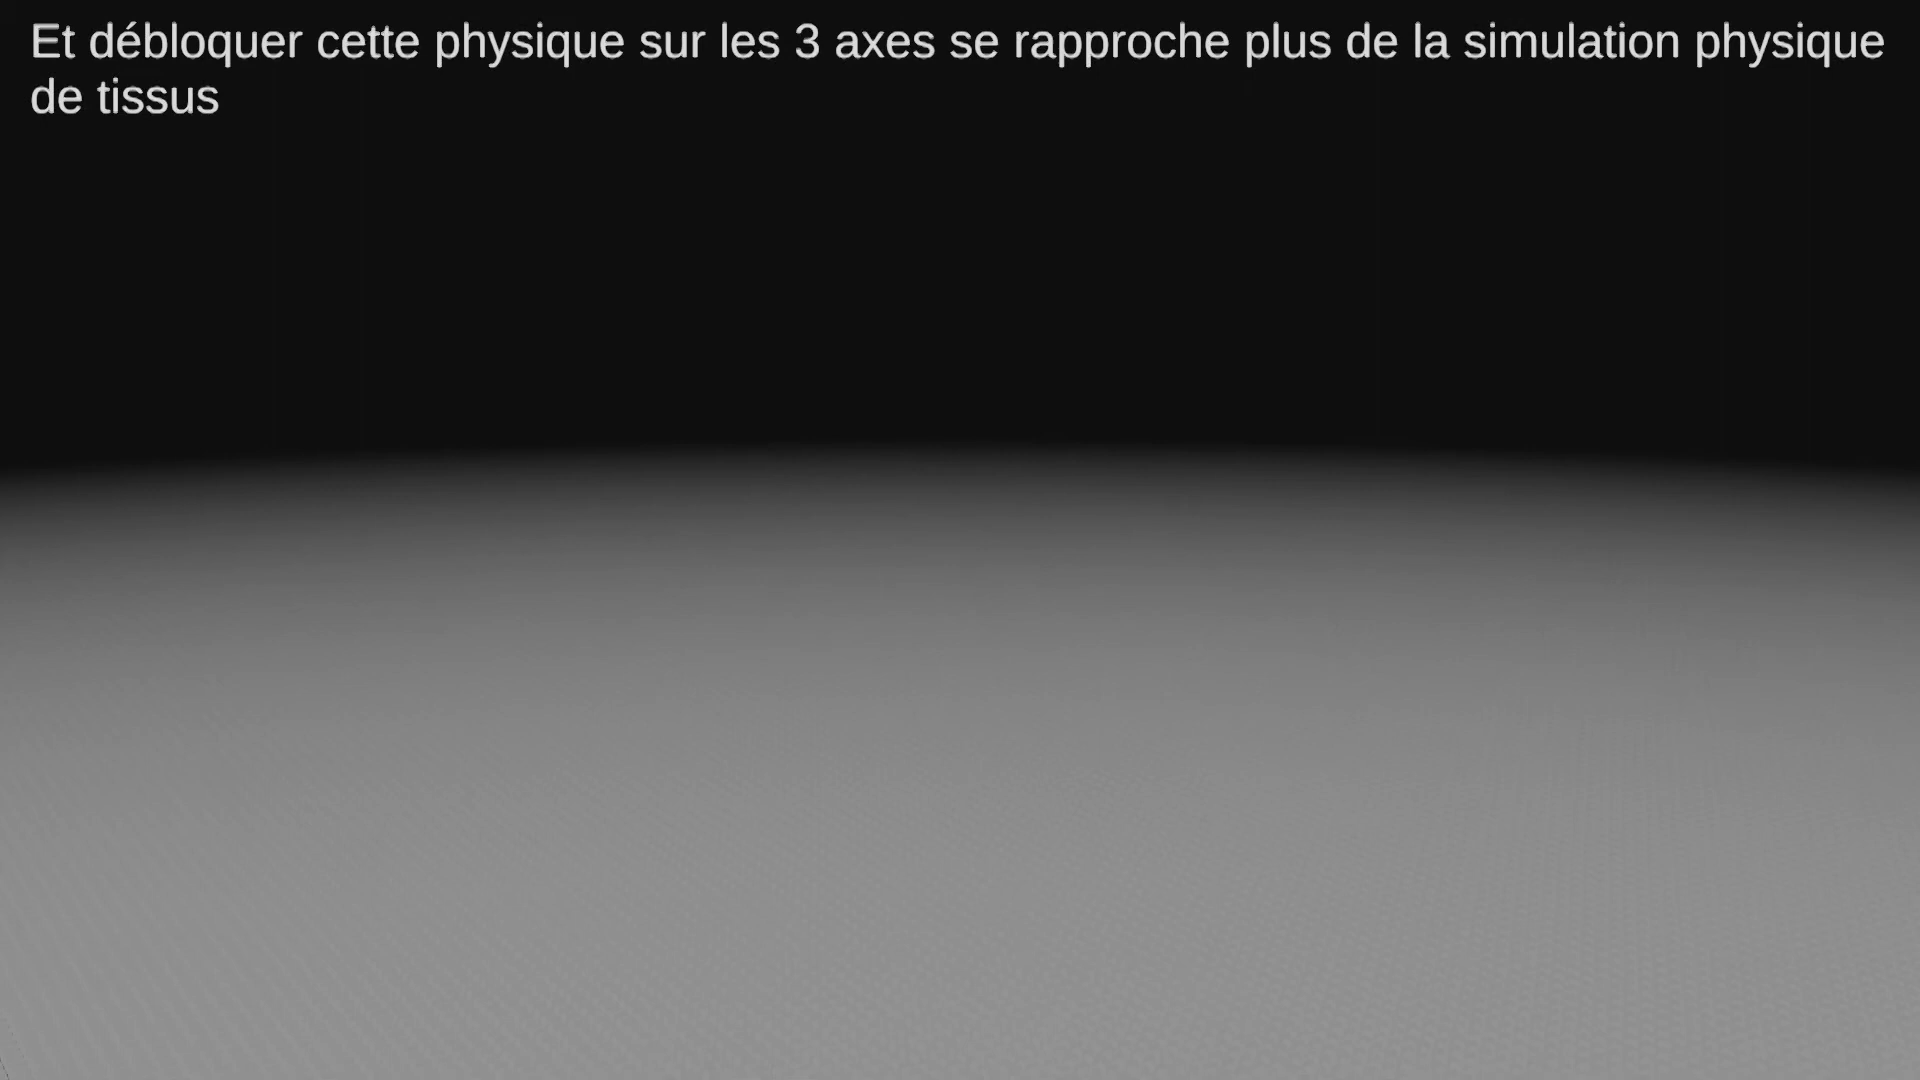 Et débloquer cette physique sur les 3 axes se rapproche plus de la simulation physique
de tissus